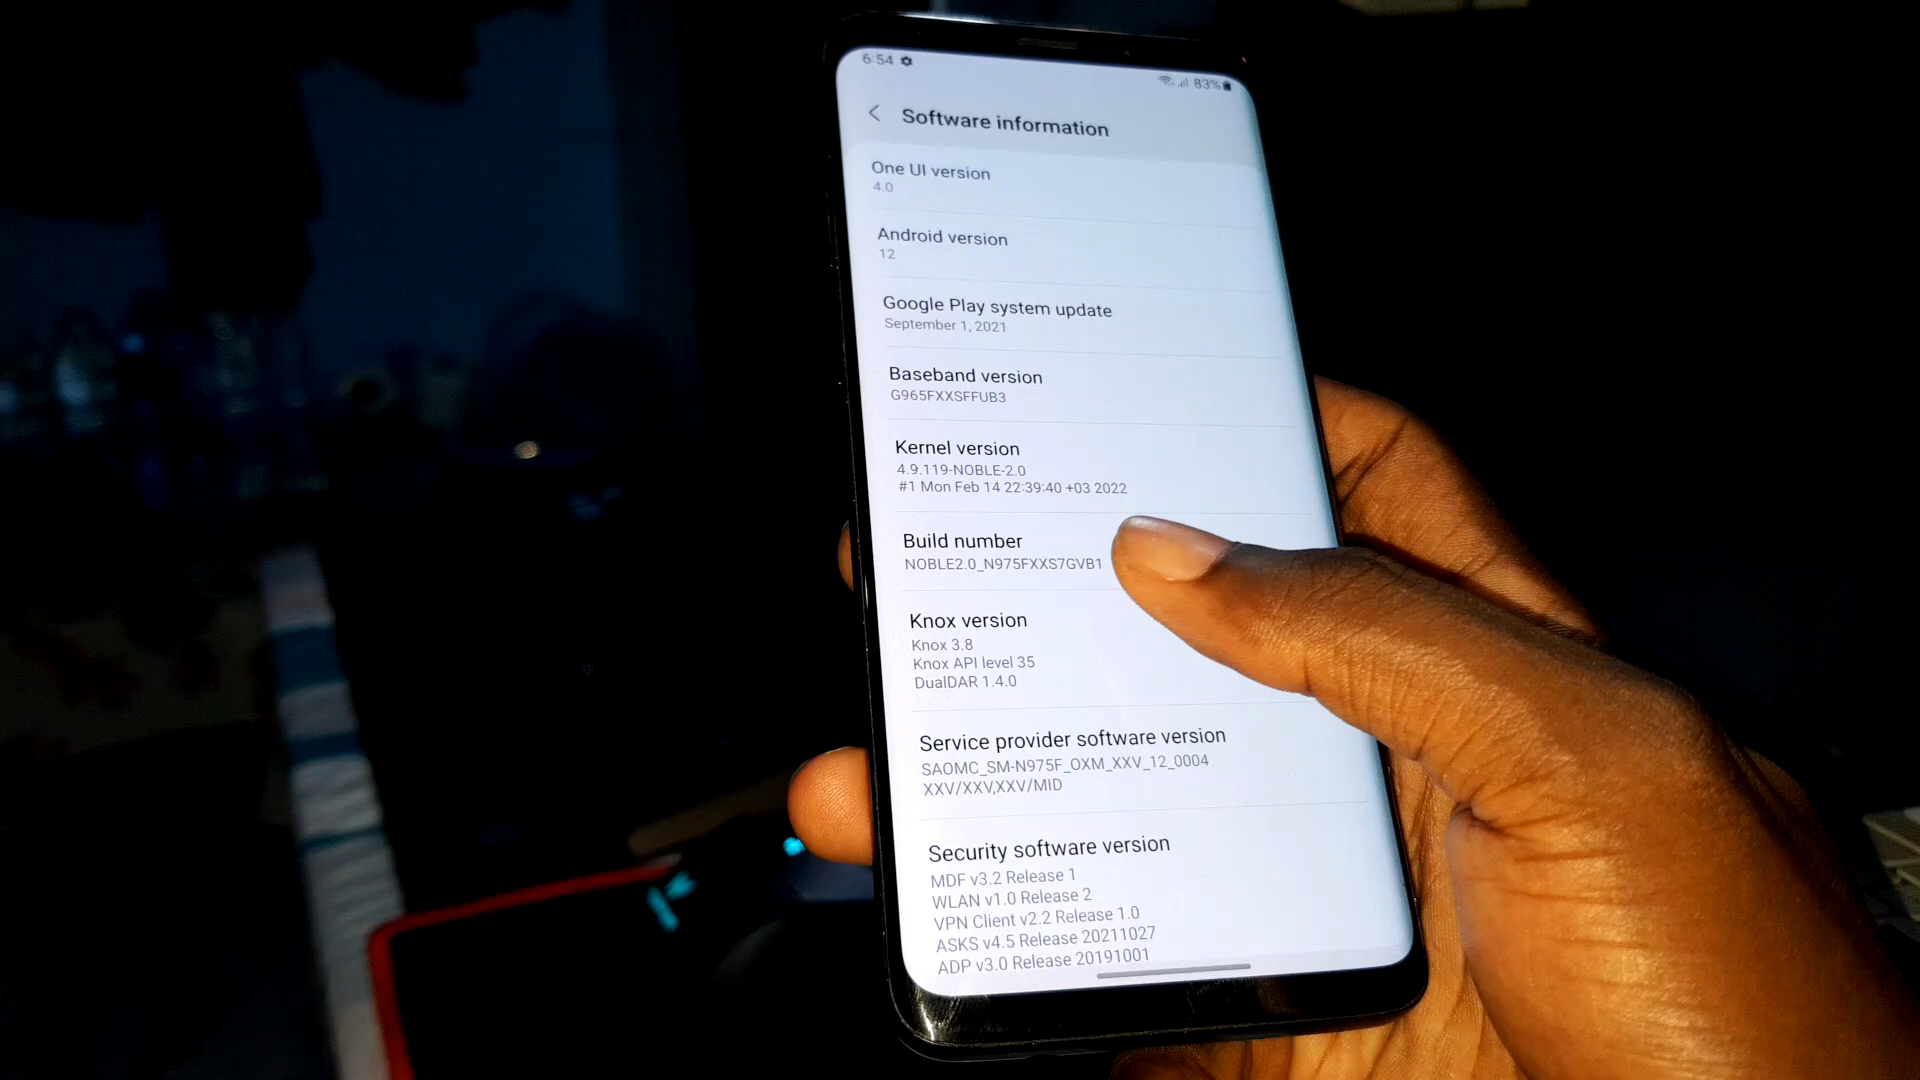 6:54
83%
Software information
One UI version
4.0
Android version
12
Google Play system update
September 1, 2021
Baseband version
G965FXXSFFUB3
Kernel version
4.9.119-NOBLE-2.0
#1 Mon Feb 14 22:39:40 +03 2022
Build number
NOBLE2.0_N975FXXS7GVB1
Knox version
Knox 3.8
Knox API level 35
DualDAR 1.4.0
Service provider software version
SAOMC_SM-N975F_OXM_XXV_12_0004
XXV/XXV,XXV/MID
Security software version
MDF v3.2 Release 1
WLAN v1.0 Release 2
VPN Client v2.2 Release 1.0
ASKS v4.5 Release 20211027
ADP v3.0 Release 20191001